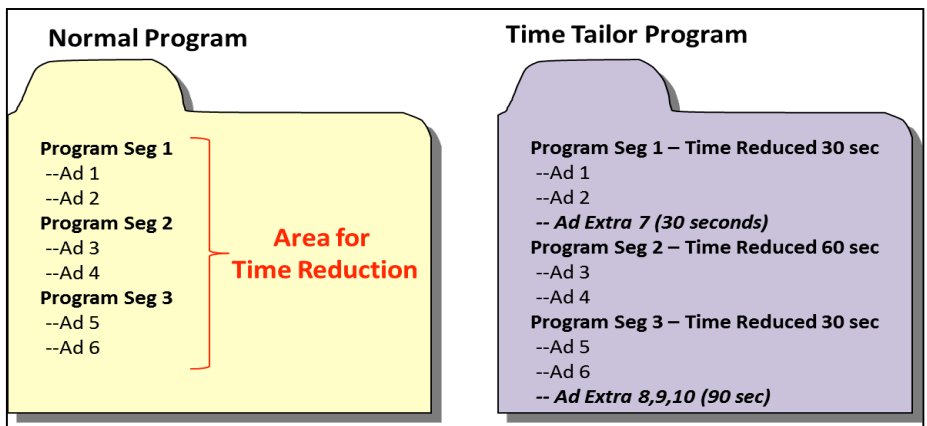 Normal Program
Program Seg 1
--Ad 1
--Ad 2
Program Seg 2
--Ad 3
--Ad 4
Program Seg 3
--Ad 5
--Ad 6
Area for
Time Reduction
Time Tailor Program
Program Seg 1 – Time Reduced 30 sec
--Ad 1
--Ad 2
-- Ad Extra 7 (30 seconds)
Program Seg 2 – Time Reduced 60 sec
--Ad 3
--Ad 4
Program Seg 3 – Time Reduced 30 sec
--Ad 5
--Ad 6
-- Ad Extra 8,9,10 (90 sec)